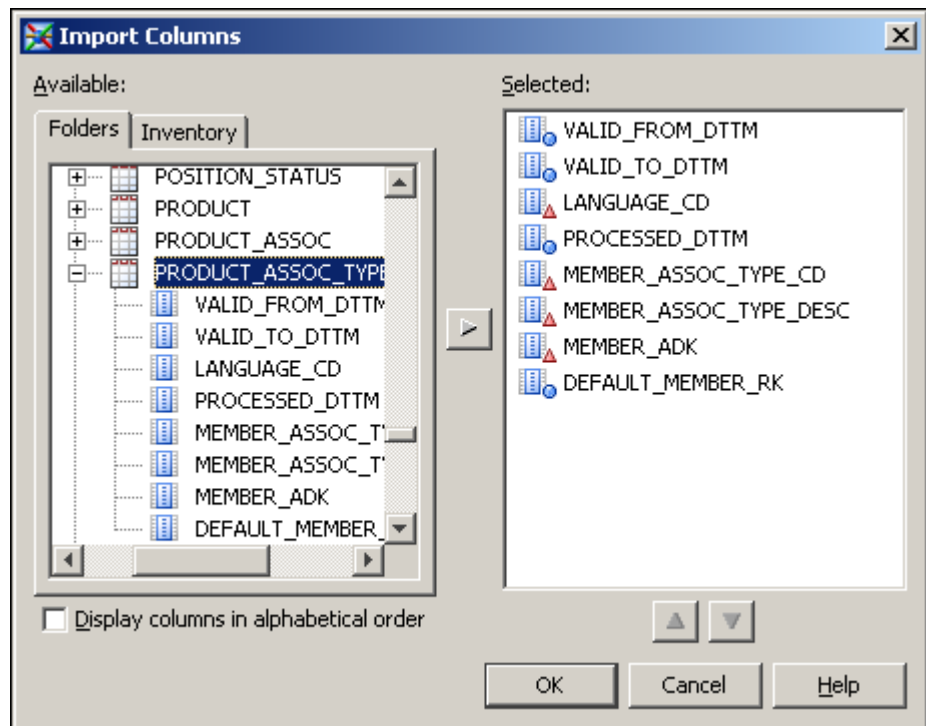 Import Columns
Available:
Folders
Inventory
POSITION_STATUS
PRODUCT
PRODUCT_ASSOC
PRODUCT_ASSOC_TYPE
VALID_FROM_DTTM
VALID_TO_DTTM
LANGUAGE_CD
PROCESSED_DTTM
MEMBER_ASSOC_T
MEMBER_ASSOC_T
MEMBER_ADK
DEFAULT_MEMBER_
Display columns in alphabetical order
Selected:
VALID_FROM_DTTM
VALID_TO_DTTM
LANGUAGE_CD
PROCESSED_DTTM
MEMBER_ASSOC_TYPE_CD
MEMBER_ASSOC_TYPE_DESC
MEMBER_ADK
DEFAULT_MEMBER_RK
OK
Cancel
Help